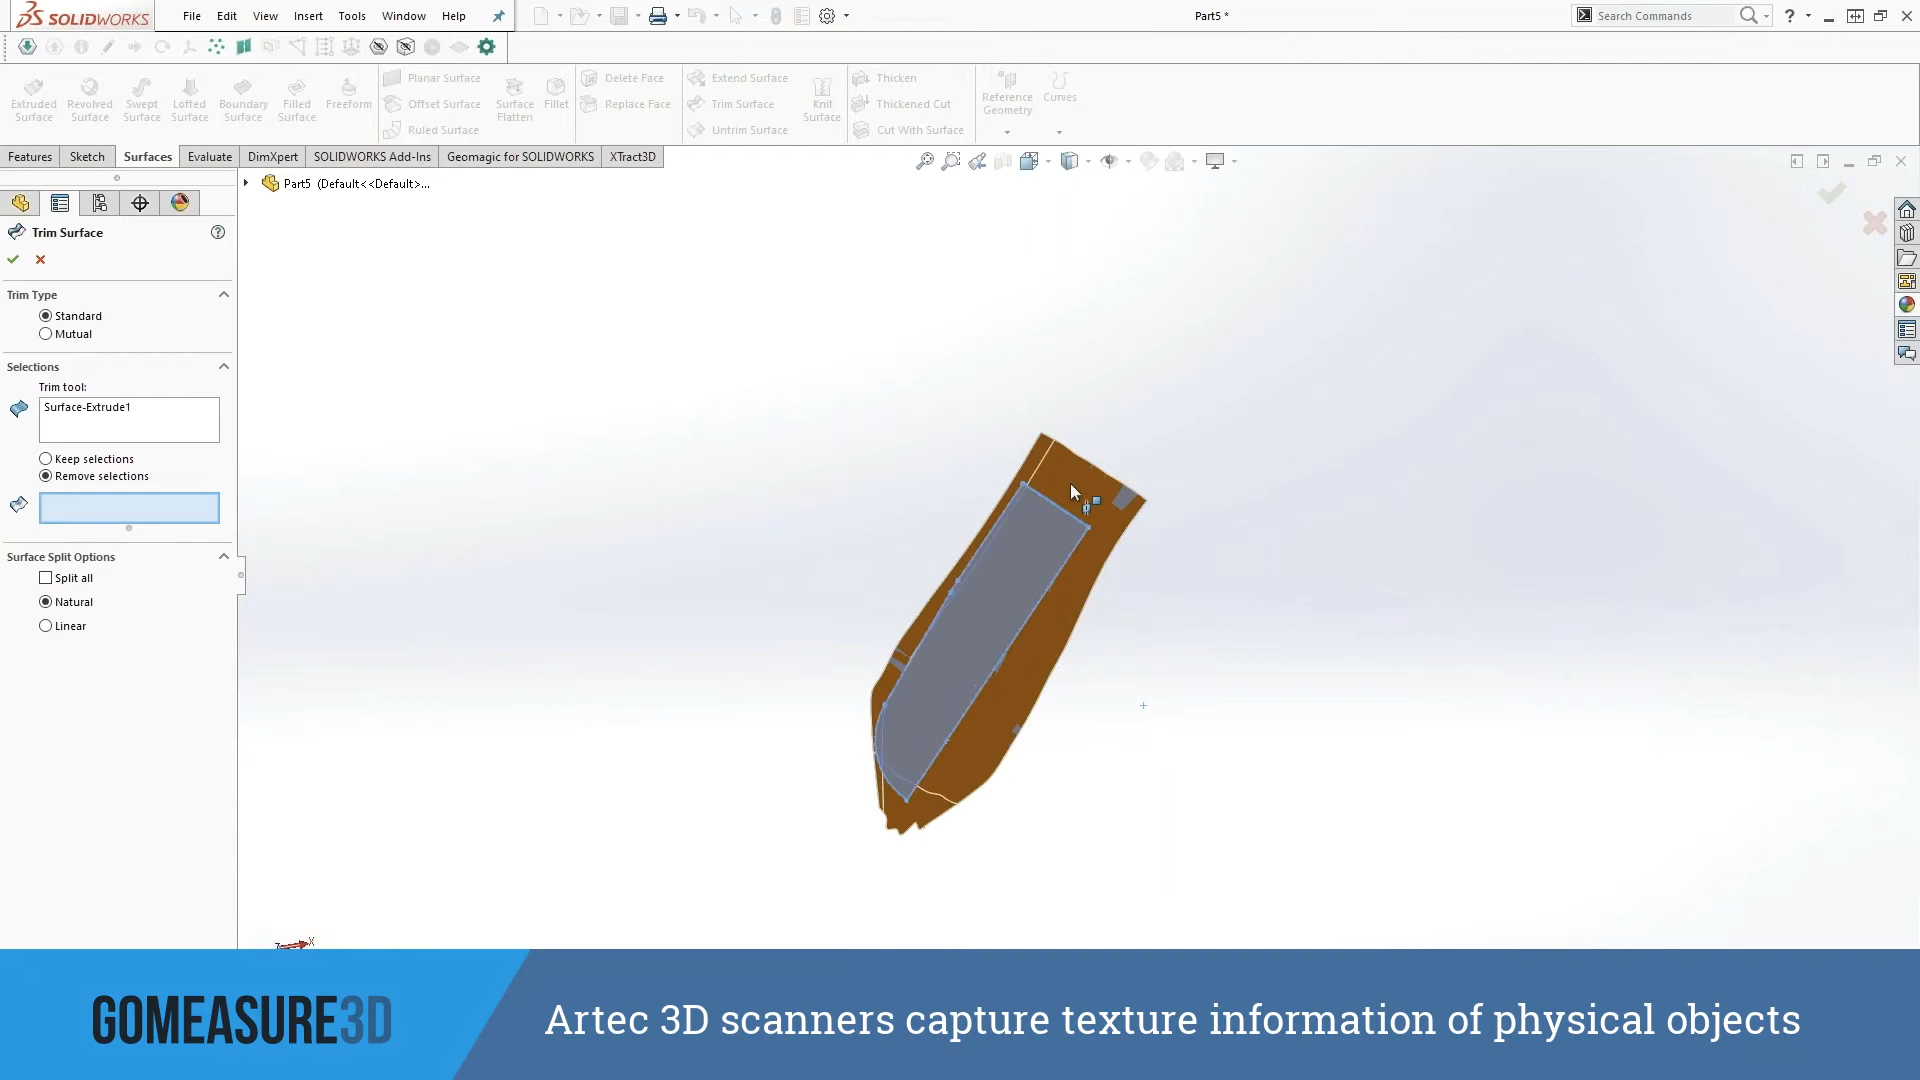 SOLIDWORKS
File Edit View Insert Tools Window Help
Part5 *
Search Commands
?
Extruded Surface
Revolved Surface
Swept Surface
Lofted Surface
Boundary Surface
Filled Surface
Freeform
Planar Surface
Offset Surface
Ruled Surface
Surface Flatten
Fillet
Delete Face
Replace Face
Extend Surface
Trim Surface
Untrim Surface
Knit Surface
Thicken
Thickened Cut
Cut With Surface
Reference Geometry
Curves
Features Sketch Surfaces Evaluate DimXpert SOLIDWORKS Add-Ins Geomagic for SOLIDWORKS XTract3D
Part5 (Default<<Default>...
Trim Surface
?
Trim Type
Standard
Mutual
Selections
Trim tool:
Surface-Extrude1
Keep selections
Remove selections
Surface Split Options
Split all
Natural
Linear
Z X
GOMEASURE3D
Artec 3D scanners capture texture information of physical objects